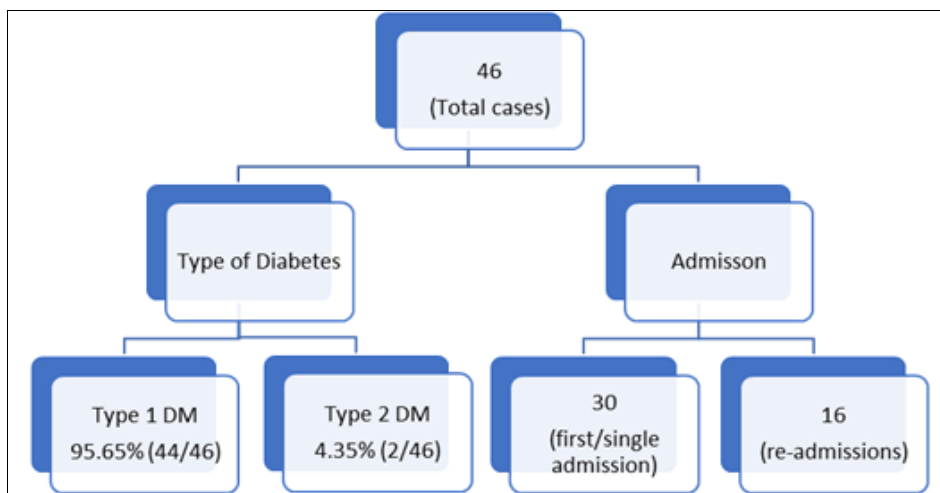 46
(Total cases)
Type of Diabetes
Admisson
Type 1 DM
95.65% (44/46)
Type 2 DM
4.35% (2/46)
30
(first/single
admission)
16
(re-admissions)